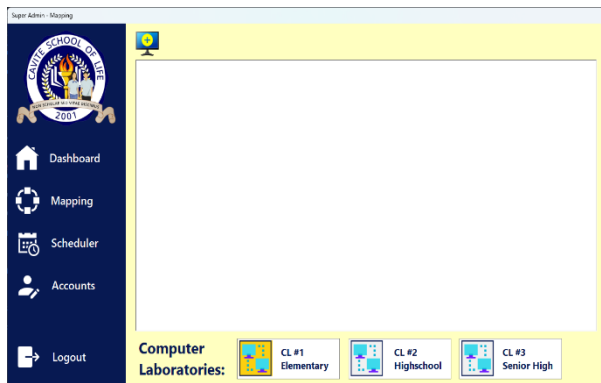 Super Admin - Mapping
CAVITE SCHOOL OF LIFE
2001
Dashboard
Mapping
Scheduler
Accounts
Logout
Computer
Laboratories:
CL #1
Elementary
CL #2
Highschool
CL #3
Senior High